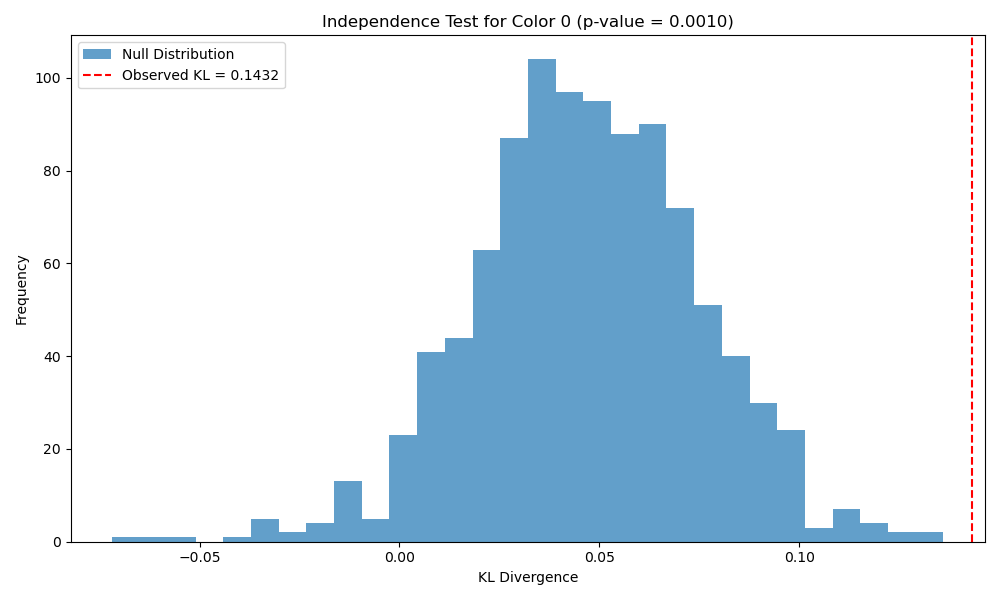 Independence Test for Color 0 (p-value = 0.0010)
Null Distribution
Observed KL = 0.1432
Frequency
100
80
60
40
20
0
−0.05
0.00
0.05
0.10
KL Divergence